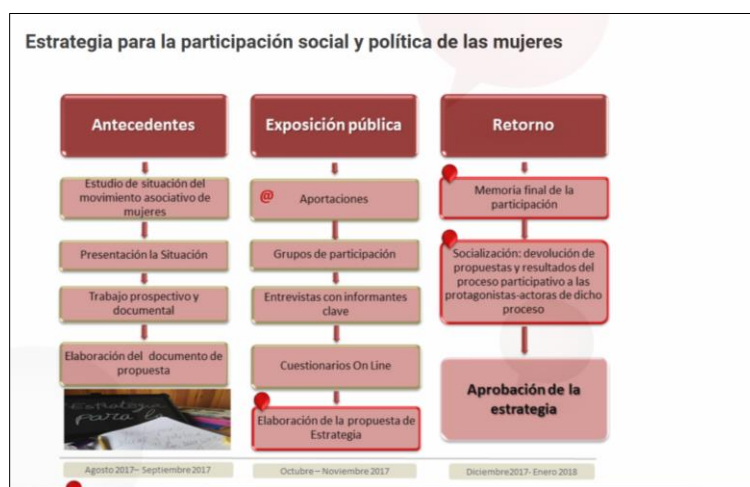 Estrategia para la participación social y política de las mujeres
Antecedentes
Estudio de situación del
movimiento asociativo de
mujeres
Presentación la Situación
Trabajo prospectivo y
documental
Elaboración del documento de
propuesta
Estrategia
para l
Agosto 2017– Septiembre 2017
Exposición pública
@ Aportaciones
Grupos de participación
Entrevistas con informantes
clave
Cuestionarios On Line
Elaboración de la propuesta de
Estrategia
Octubre – Noviembre 2017
Retorno
Memoria final de la
participación
Socialización: devolución de
propuestas y resultados del
proceso participativo a las
protagonistas-actoras de dicho
proceso
Aprobación de la
estrategia
Diciembre2017- Enero 2018